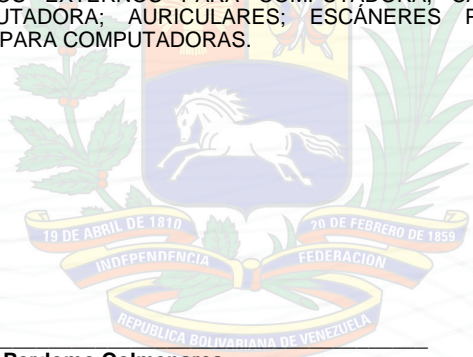 EXTERNOS PARA COMPUTADORA;
AURICULARES; ESCÁNERES
PARA COMPUTADORAS.
19 DE ABRIL DE 1810
20 DE FEBRERO DE 1859
INDEPENDENCIA
FEDERACION
REPUBLICA BOLIVARIANA DE VENEZUELA
Colmenares